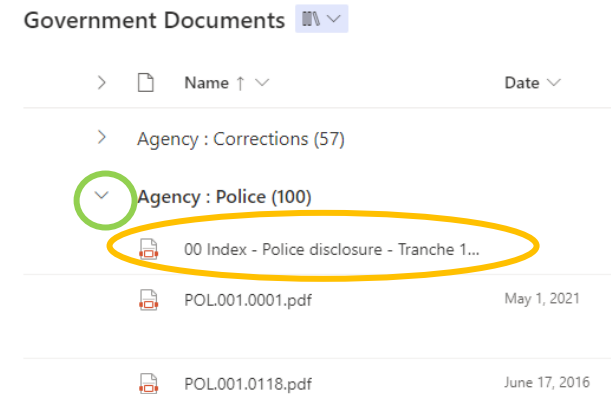 Government Documents
Name ↑ Date
Agency : Corrections (57)
Agency : Police (100)
00 Index - Police disclosure - Tranche 1...
POL.001.0001.pdf May 1, 2021
POL.001.0118.pdf June 17, 2016